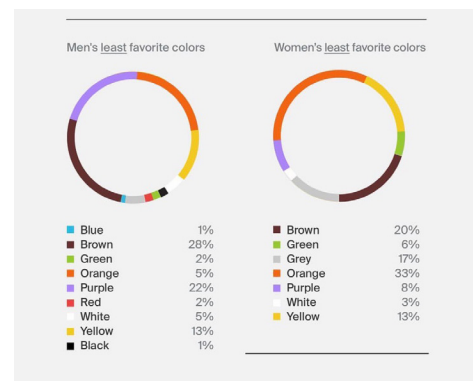 Men's least favorite colors
Blue 1%
Brown 28%
Green 2%
Orange 5%
Purple 22%
Red 2%
White 5%
Yellow 13%
Black 1%
Women's least favorite colors
Brown 20%
Green 6%
Grey 17%
Orange 33%
Purple 8%
White 3%
Yellow 13%